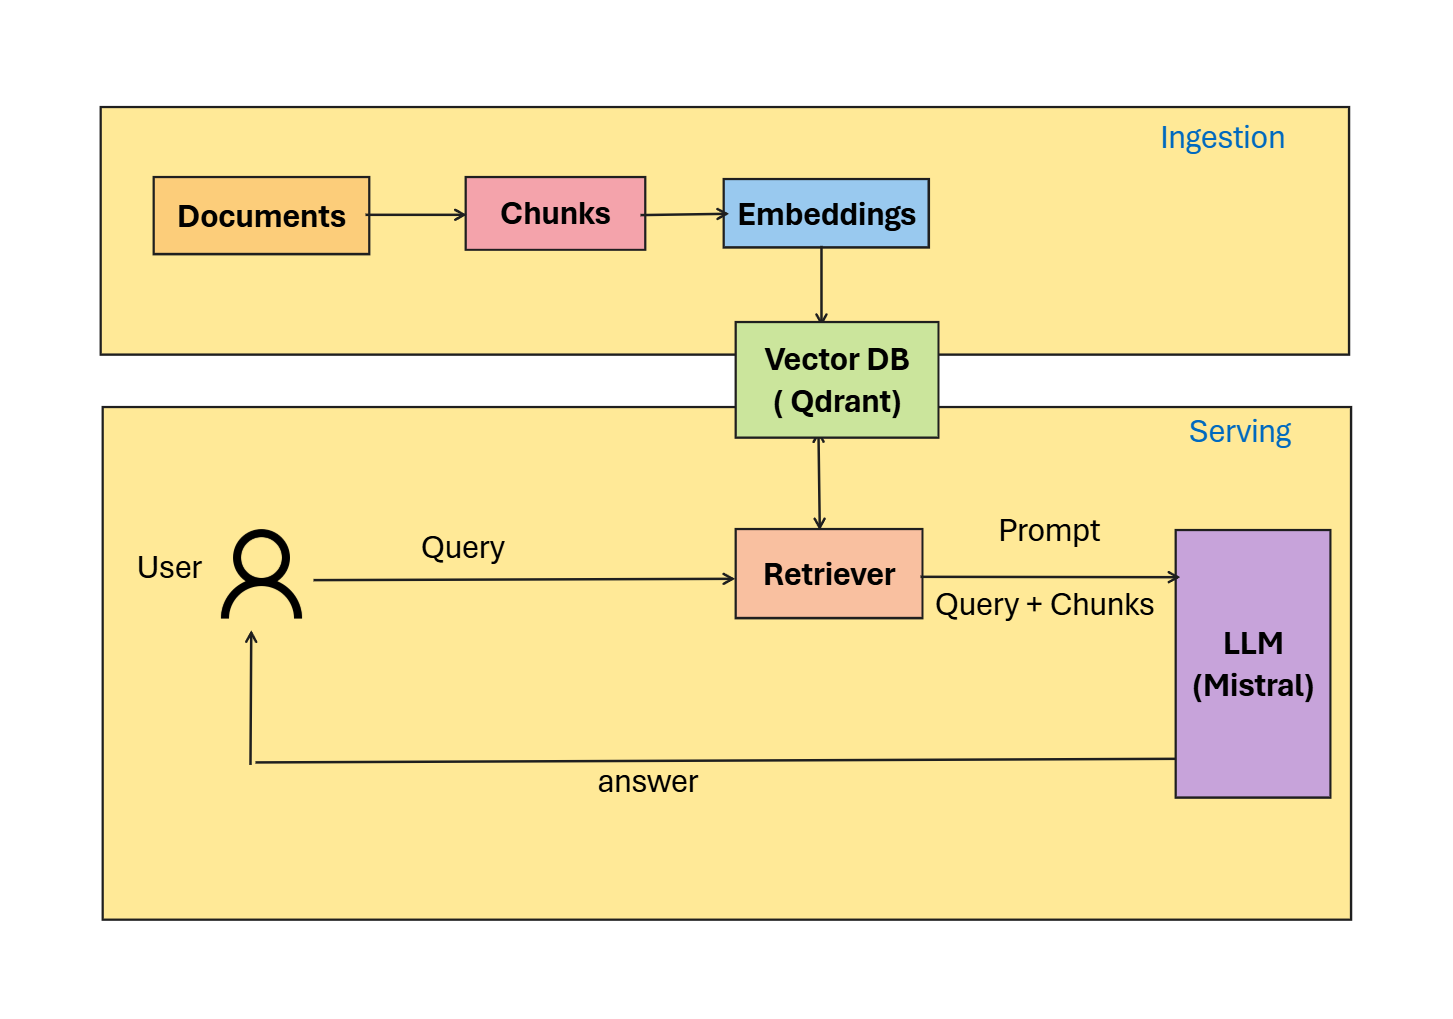 Ingestion
Documents
Chunks
Embeddings
Vector DB
( Qdrant)
Serving
User
Query
Retriever
Prompt
Query + Chunks
LLM
(Mistral)
answer